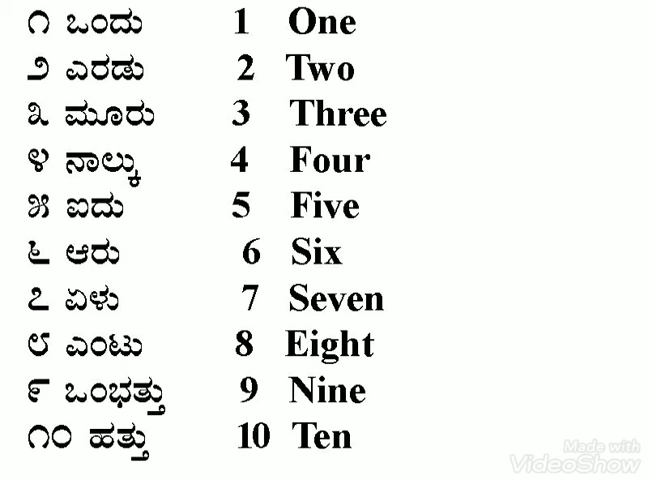 ೧ ಒಂದು 1 One
೨ ಎರಡು 2 Two
೩ ಮೂರು 3 Three
೪ ನಾಲ್ಕು 4 Four
೫ ಐದು 5 Five
೬ ಆರು 6 Six
೭ ಏಳು 7 Seven
೮ ಎಂಟು 8 Eight
೯ ಒಂಭತ್ತು 9 Nine
೧೦ ಹತ್ತು 10 Ten
Made with
VideoShow